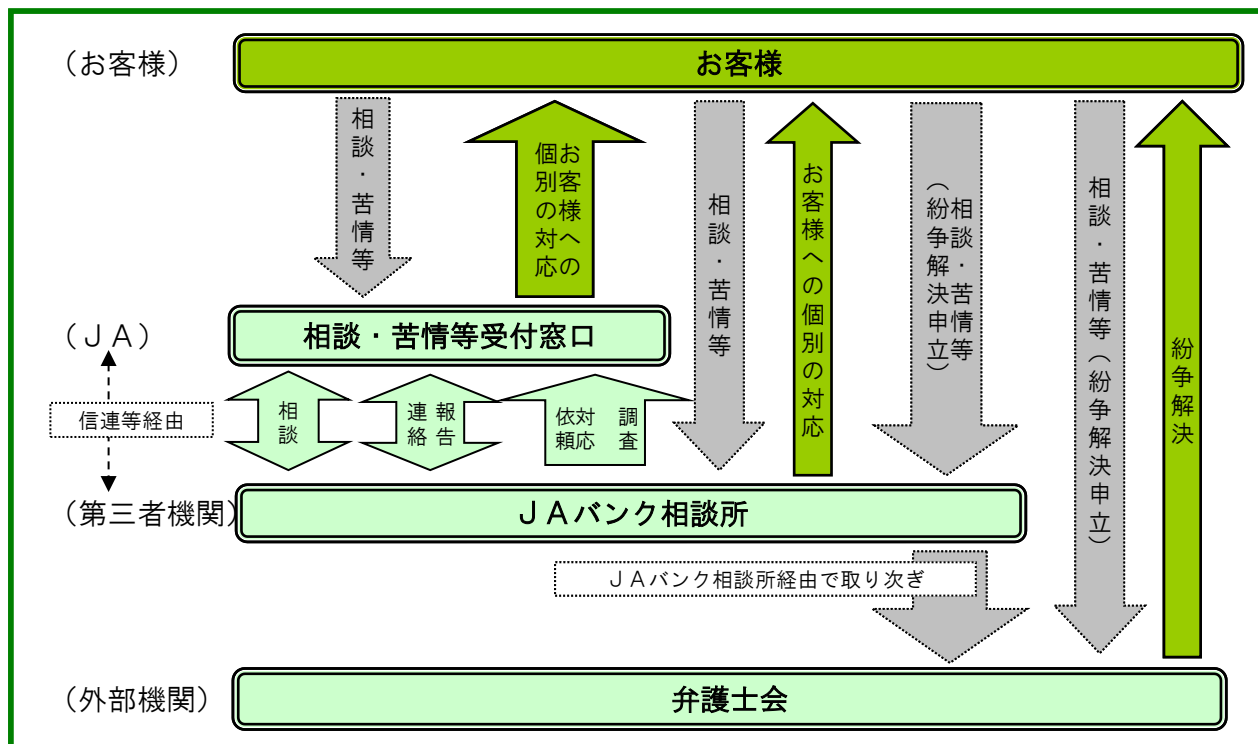 （お客様）
お客様
相談・苦情等
お客様への
個別の対応
相談・苦情等
お客様への個別の対応
相談・苦情等
（紛争解決申立）
相談・苦情等（紛争解決申立）
紛争解決
（ＪＡ）
相談・苦情等受付窓口
信連等経由
相談
報告
連絡
調査
対応
依頼
（第三者機関）
ＪＡバンク相談所
ＪＡバンク相談所経由で取り次ぎ
（外部機関）
弁護士会